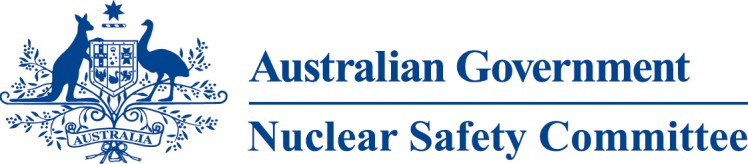 Australian Government
Nuclear Safety Committee
AUSTRALIA